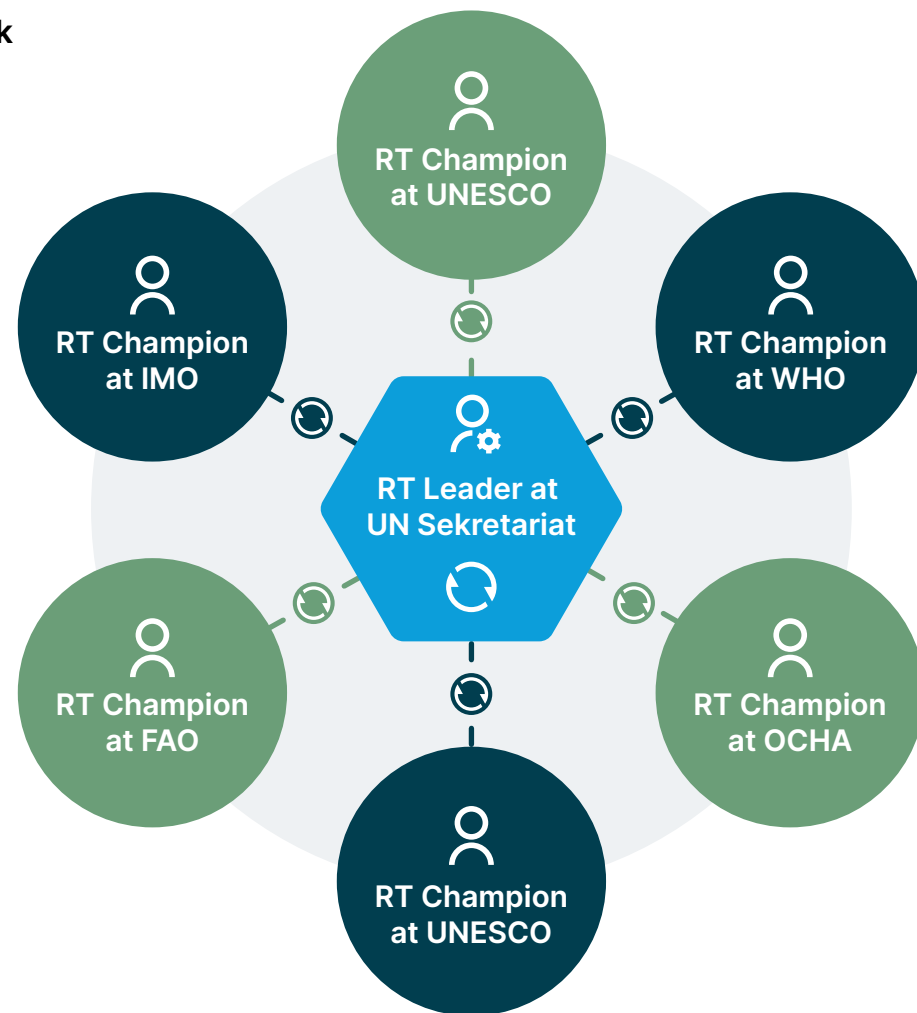 k
RT Champion
at UNESCO
RT Champion
at IMO
RT Champion
at WHO
RT Leader at
UN Sekretariat
RT Champion
at FAO
RT Champion
at OCHA
RT Champion
at UNESCO